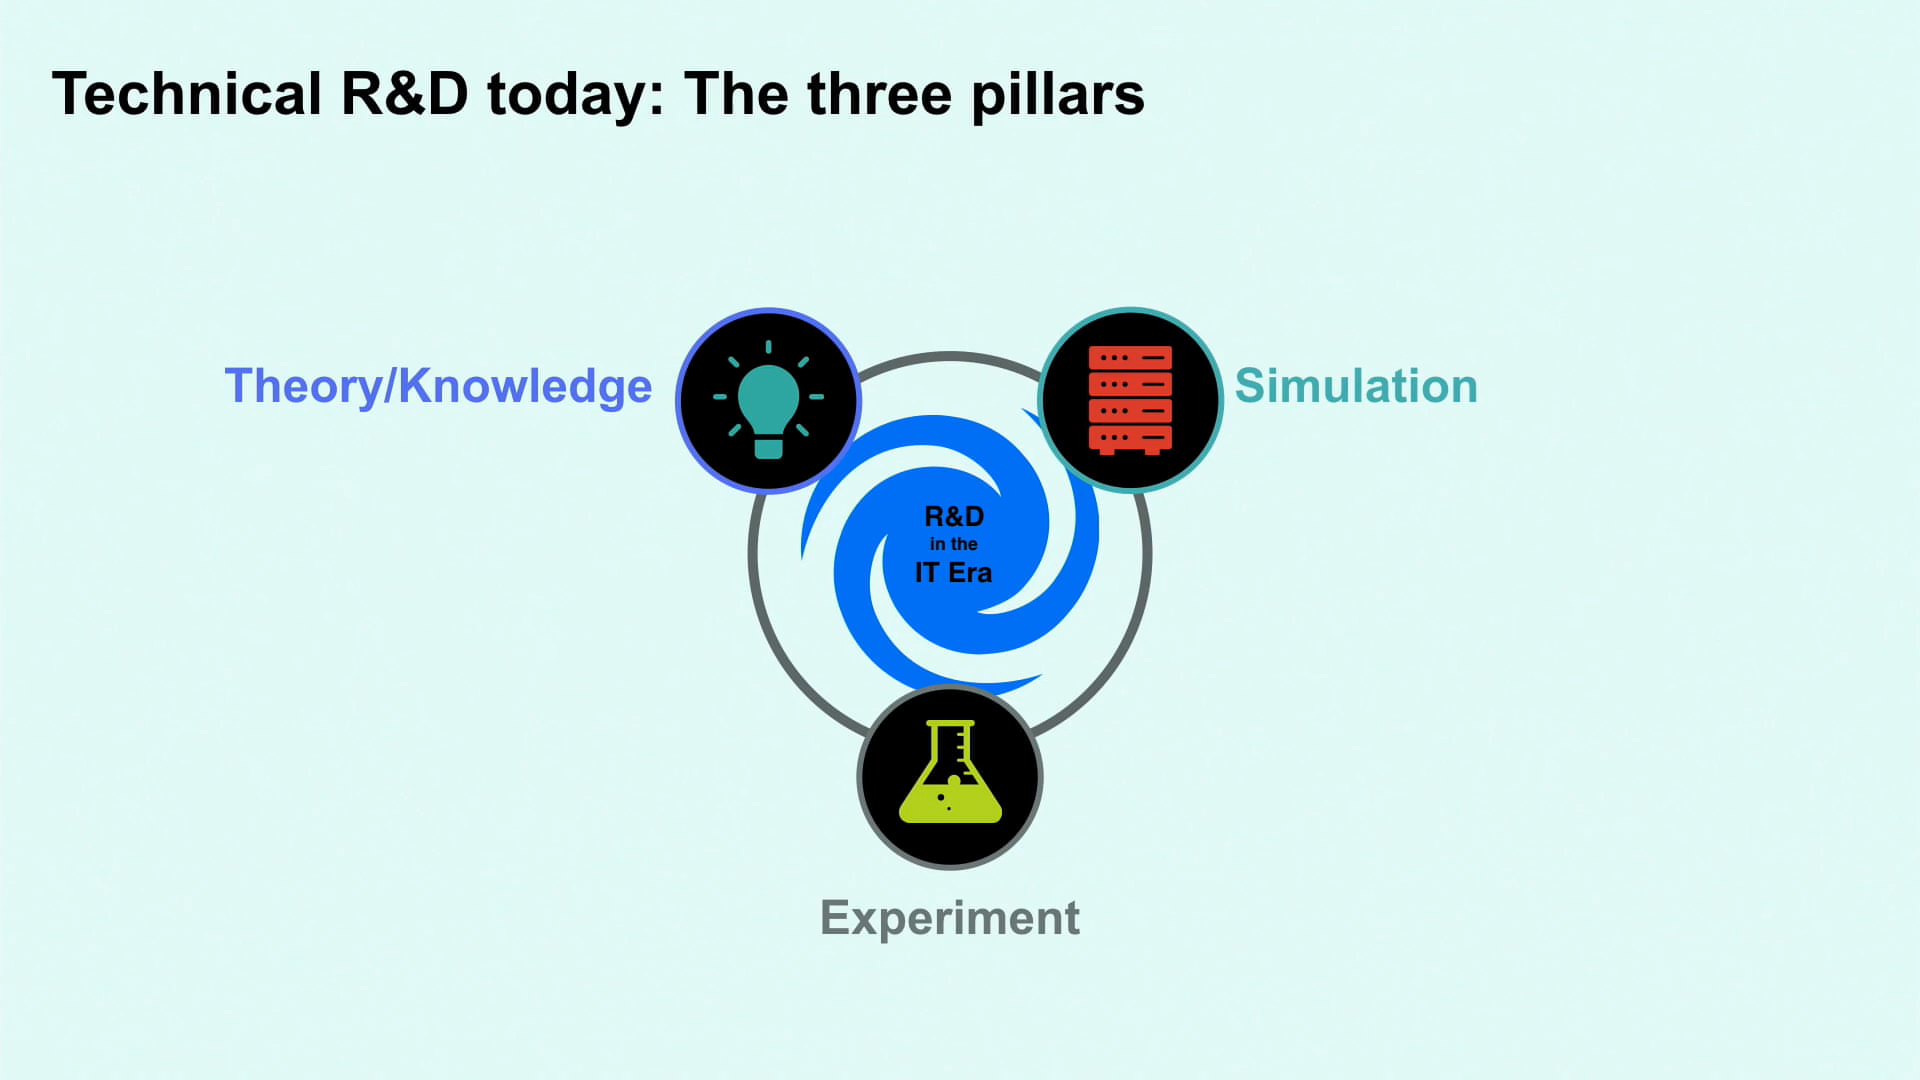 Technical R&D today: The three pillars
Theory/Knowledge
Simulation
R&D
in the
IT Era
Experiment